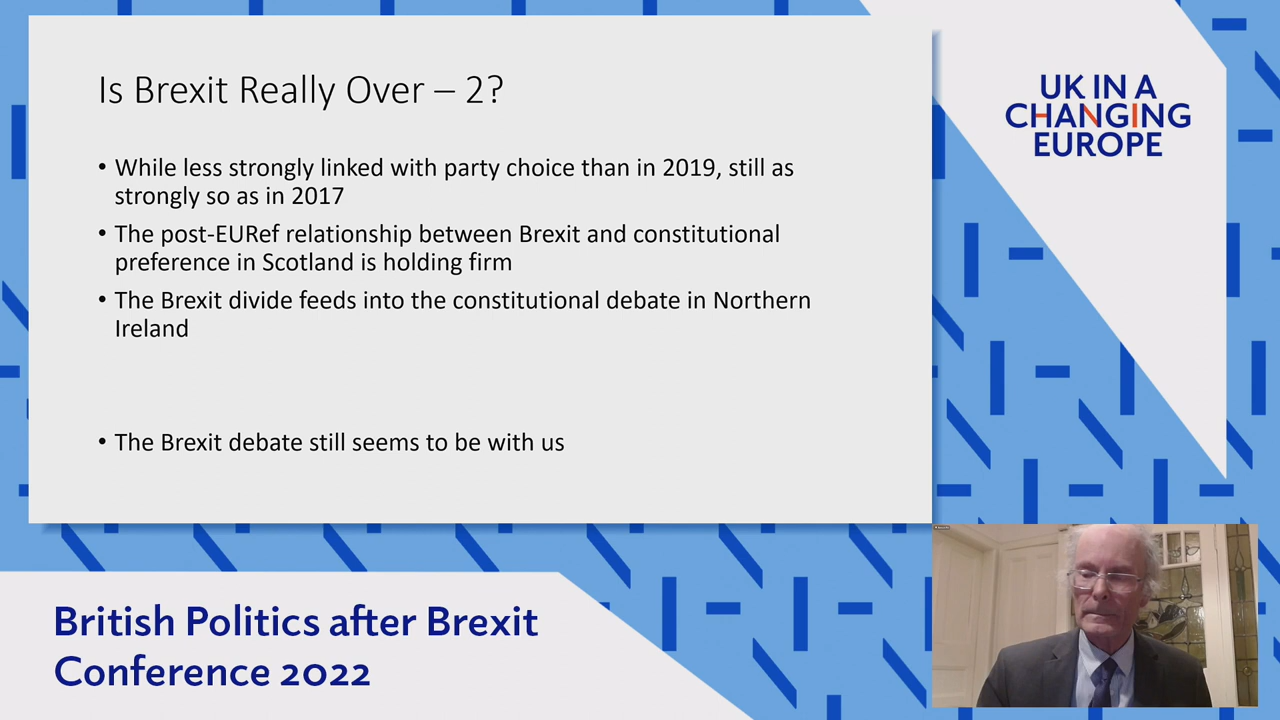 Is Brexit Really Over – 2?
• While less strongly linked with party choice than in 2019, still as
strongly so as in 2017
• The post-EURef relationship between Brexit and constitutional
preference in Scotland is holding firm
• The Brexit divide feeds into the constitutional debate in Northern
Ireland
• The Brexit debate still seems to be with us
UK IN A
CHANGING
EUROPE
British Politics after Brexit
Conference 2022